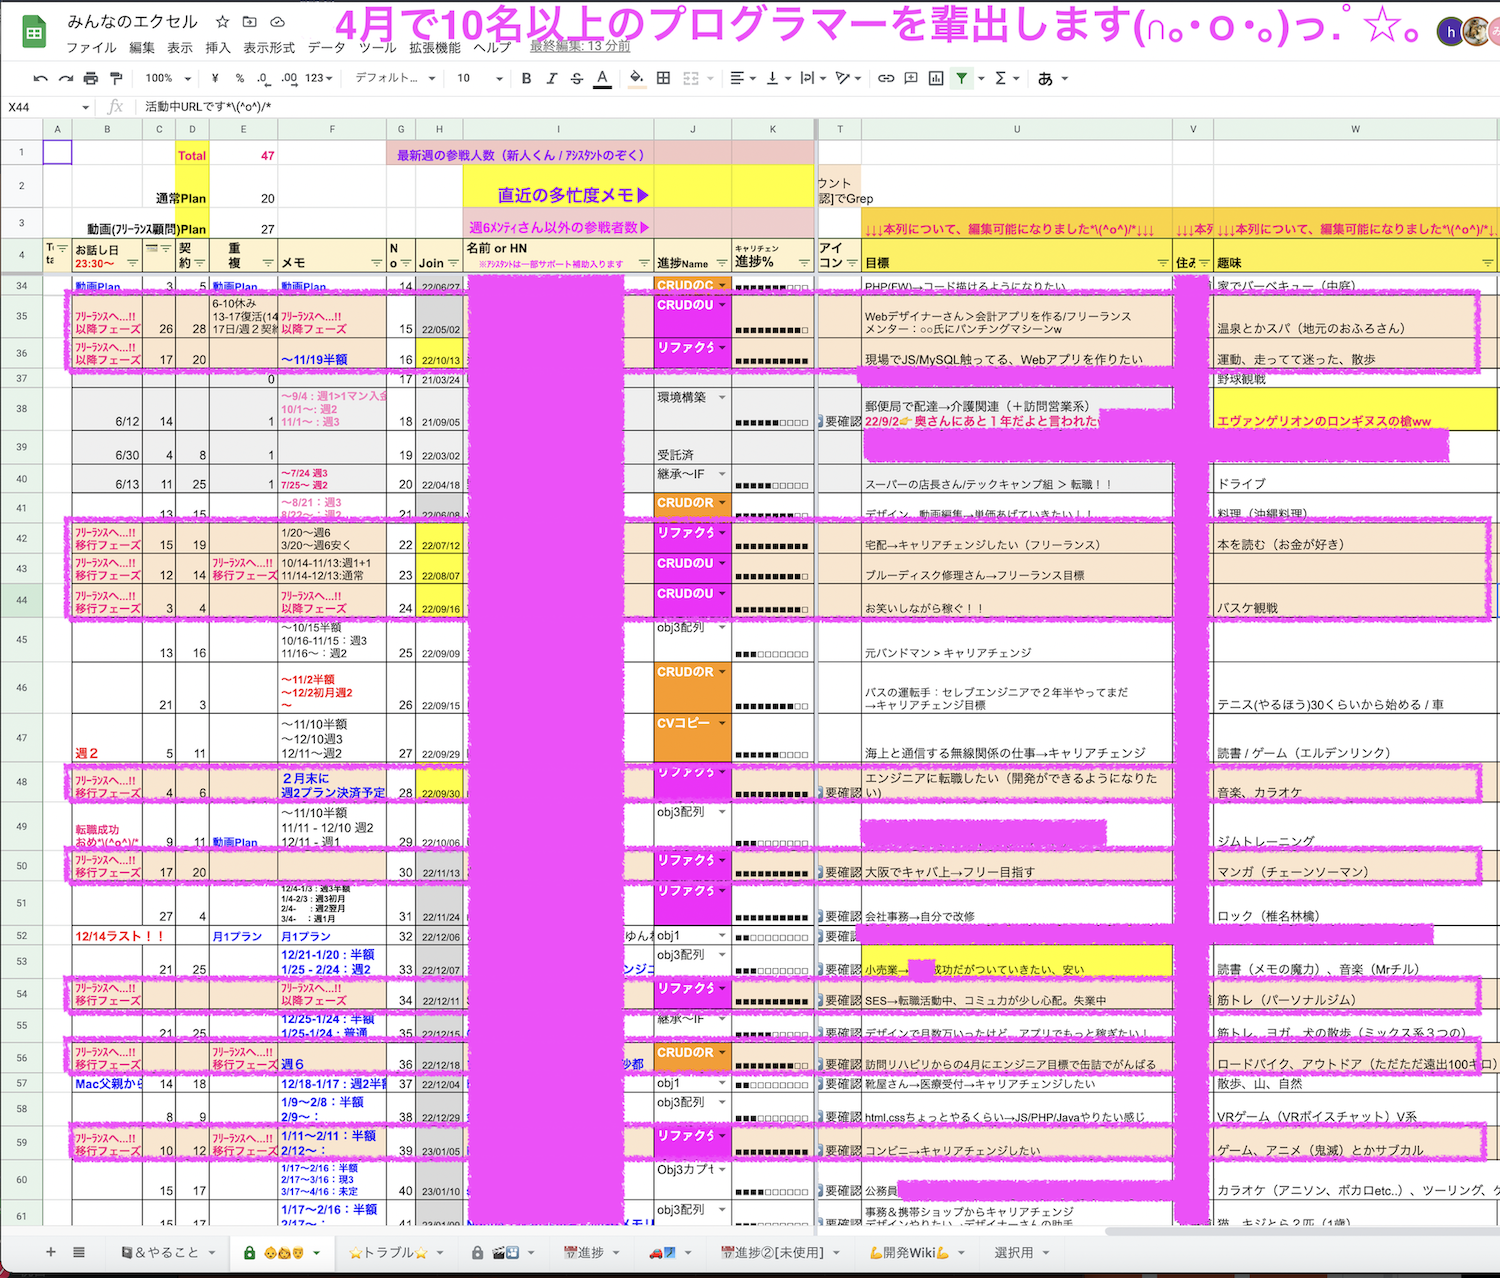 みんなのエクセル
4月で10名以上のプログラマーを輩出します(∩｡･ｏ･｡)っ.ﾟ☆｡
ファイル 編集 表示 挿入 表示形式 データ ツール 拡張機能 ヘルプ 最終編集: 13 分前
100% ¥ % .0 .00 123 デフォルト... 10 B I S A あ
X44 fx 活動中URLです*\(^o^)/*
A B C D E F G H I J K T U V W
1 Total 47 最新週の参戦人数（新人くん / ｱｼｽﾀﾝﾄのぞく）
2 通常Plan 20 直近の多忙度メモ▶ ウント 認]でGrep
3 動画(ﾌﾘｰﾗﾝｽ顧問)Plan 27 週6ﾒﾝﾃｨさん以外の参戦者数▶ ↓↓↓本列について、編集可能になりました*\(^o^)/*↓↓↓ ↓↓↓本列 ↓↓↓本列について、編集可能になりました*\(^o^)/*↓
4 お話し日 23:30〜 契約 重複 メモ No Join 名前 or HN ※ｱｼｽﾀﾝﾄは一部サポート補助入ります 進捗Name キャリチェン 進捗% アイコン 目標 住み 趣味
34 動画Plan 3 5 動画Plan 動画Plan 14 22/06/27 CRUDのC ■■■■■■■□□□ PHP(FW)→コード描けるようになりたい 家でバーベキュー（中庭）
35 ﾌﾘｰﾗﾝｽへ...!! 以降フェーズ 26 28 6-10休み 13-17復活(14 17日/週２契約 ﾌﾘｰﾗﾝｽへ...!! 以降フェーズ 15 22/05/02 CRUDのU ■■■■■■■■■□ Webデザイナーさん＞会計アプリを作る/フリーランス メンター：○○氏にパンチングマシーンw 温泉とかスパ（地元のおふろさん）
36 ﾌﾘｰﾗﾝｽへ...!! 以降フェーズ 17 20 〜11/19半額 16 22/10/13 リファクタ ■■■■■■■■■■ 現場でJS/MySQL触ってる、Webアプリを作りたい 運動、走ってて迷った、散歩
37 0 17 21/03/24 野球観戦
38 6/12 14 1 〜9/4 : 週1>1マン入金 10/1〜: 週2 11/1〜 : 週3 18 21/09/05 環境構築 ■■■■■■□□□□ 要確認 郵便局で配達→介護関連（＋訪問営業系） 22/9/2👉奥さんにあと１年だよと言われた エヴァンゲリオンのロンギヌスの槍ww
39 6/30 4 8 1 19 22/03/02 受託済
40 6/13 11 25 1 〜7/24 週3 7/25〜 週2 20 22/04/18 継承〜IF ■■■■■□□□□□ スーパーの店長さん/テックキャンプ組 ＞ 転職！！ ドライブ
41 13 15 〜8/21：週3 8/22〜：週2 21 22/06/08 CRUDのR ■■■■■■■■□□ デザイン、動画編集→単価あげていきたい！！ 料理（沖縄料理）
42 ﾌﾘｰﾗﾝｽへ...!! 移行フェーズ 15 19 1/20〜週6 3/20〜週6安く 22 22/07/12 リファクタ ■■■■■■■■■■ 宅配→キャリアチェンジしたい（フリーランス） 本を読む（お金が好き）
43 ﾌﾘｰﾗﾝｽへ...!! 移行フェーズ 12 14 ﾌﾘｰﾗﾝｽへ...!! 移行フェーズ 10/14-11/13:週1+1 11/14-12/13:通常 23 22/08/07 CRUDのU ■■■■■■■■■□ ブルーディスク修理さん→フリーランス目標
44 ﾌﾘｰﾗﾝｽへ...!! 移行フェーズ 3 4 ﾌﾘｰﾗﾝｽへ...!! 以降フェーズ 24 22/09/16 CRUDのU ■■■■■■■■■□ お笑いしながら稼ぐ！！ バスケ観戦
45 13 16 〜10/15半額 10/16-11/15：週3 11/16〜：週2 25 22/09/09 obj3配列 ■■■□□□□□□□ 元バンドマン > キャリアチェンジ
46 21 3 〜11/2半額 〜12/2初月週2 〜 26 22/09/15 CRUDのR ■■■■■■■■□□ バスの運転手：セレブエンジニアで２年半やってまだ →キャリアチェンジ目標 テニス(やるほう)30くらいから始める / 車
47 週２ 5 11 〜11/10半額 〜12/10週3 12/11〜週2 27 22/09/29 CVコピー ■■■■■■□□□□ 海上と通信する無線関係の仕事→キャリアチェンジ 読書 / ゲーム（エルデンリンク）
48 ﾌﾘｰﾗﾝｽへ...!! 移行フェーズ 4 6 ２月末に 週2プラン決済予定 28 22/09/30 リファクタ ■■■■■■■■■■ 要確認 エンジニアに転職したい（開発ができるようになりたい） 音楽、カラオケ
49 転職成功 おめ*)(^o^)/* 9 11 動画Plan 〜11/10半額 11/11 - 12/10 週2 12/11 - 週1 29 22/10/06 obj3配列 ■■■□□□□□□□ ジムトレーニング
50 ﾌﾘｰﾗﾝｽへ...!! 移行フェーズ 17 20 30 22/11/13 リファクタ ■■■■■■■■■■ 要確認 大阪でキャバ上→フリー目指す マンガ（チェーンソーマン）
51 27 4 12/4-1/3 : 週3半額 1/4-2/3 : 週3初月 2/4- : 週2翌月 3/4- : 週1月 31 22/11/24 リファクタ ■■■■■■■■■■ 要確認 会社事務→自分で改修 ロック（椎名林檎）
52 12/14ラスト！！ 月1プラン 月1プラン 32 22/12/06 obj1 ■■□□□□□□□□ 要確認
53 21 25 12/21-1/20 : 半額 1/25 - 2/24 : 週2 33 22/12/07 obj3配列 ■■■□□□□□□□ 要確認 小売業→ 成功だがついていきたい、安い 読書（メモの魔力）、音楽（Mrチル）
54 ﾌﾘｰﾗﾝｽへ...!! 移行フェーズ ﾌﾘｰﾗﾝｽへ...!! 以降フェーズ 34 22/12/11 リファクタ ■■■■■■■■■■ 要確認 SES→転職活動中、コミュ力が少し心配。失業中 筋トレ（パーソナルジム）
55 21 25 12/25-1/24 : 半額 1/25-1/24 : 普通 35 22/12/15 継承〜IF ■■■■■□□□□□ 要確認 デザインで月数万いったけど、アプリでもっと稼ぎたい！ 筋トレ、ヨガ、犬の散歩（ミックス系３つの）
56 ﾌﾘｰﾗﾝｽへ...!! 移行フェーズ ﾌﾘｰﾗﾝｽへ...!! 移行フェーズ 週６ 36 22/12/18 CRUDのR ■■■■■■■■□□ 要確認 訪問リハビリからの4月にエンジニア目標で缶詰でがんばる ロードバイク、アウトドア（ただただ遠出100キロ）
57 Mac父親から 14 18 12/18-1/17 : 週2半額 37 22/12/04 obj1 ■■□□□□□□□□ 要確認 靴屋さん→医療受付→キャリアチェンジしたい 散歩、山、自然
58 8 9 1/9〜2/8：半額 2/9〜： 38 22/12/29 obj3配列 ■■■□□□□□□□ 要確認 html,cssちょっとやるくらい→JS/PHP/Javaやりたい感じ VRゲーム（VRボイスチャット）V系
59 ﾌﾘｰﾗﾝｽへ...!! 移行フェーズ 10 12 ﾌﾘｰﾗﾝｽへ...!! 移行フェーズ 1/11〜2/11：半額 2/12〜： 39 23/01/05 リファクタ ■■■■■■■■■■ 要確認 コンビニ→キャリアチェンジしたい ゲーム、アニメ（鬼滅）とかサブカル
60 15 17 1/17〜2/16：半額 2/17〜3/16：現3 3/17〜4/16：未定 40 23/01/10 Obj3カプセ ■■■■□□□□□□ 要確認 公務員 カラオケ（アニソン、ボカロetc..）、ツーリング、ゲ
61 15 17 1/17〜2/16：半額 2/17〜： 41 23/01/09 obj3配列 要確認 事務＆携帯ショップからキャリアチェンジ デザインやりたい→デザイナーさんの助手 猫、キジとら２匹（1歳）
&やること ⭐トラブル⭐ 進捗 進捗②[未使用] 💪開発Wiki💪 選択用